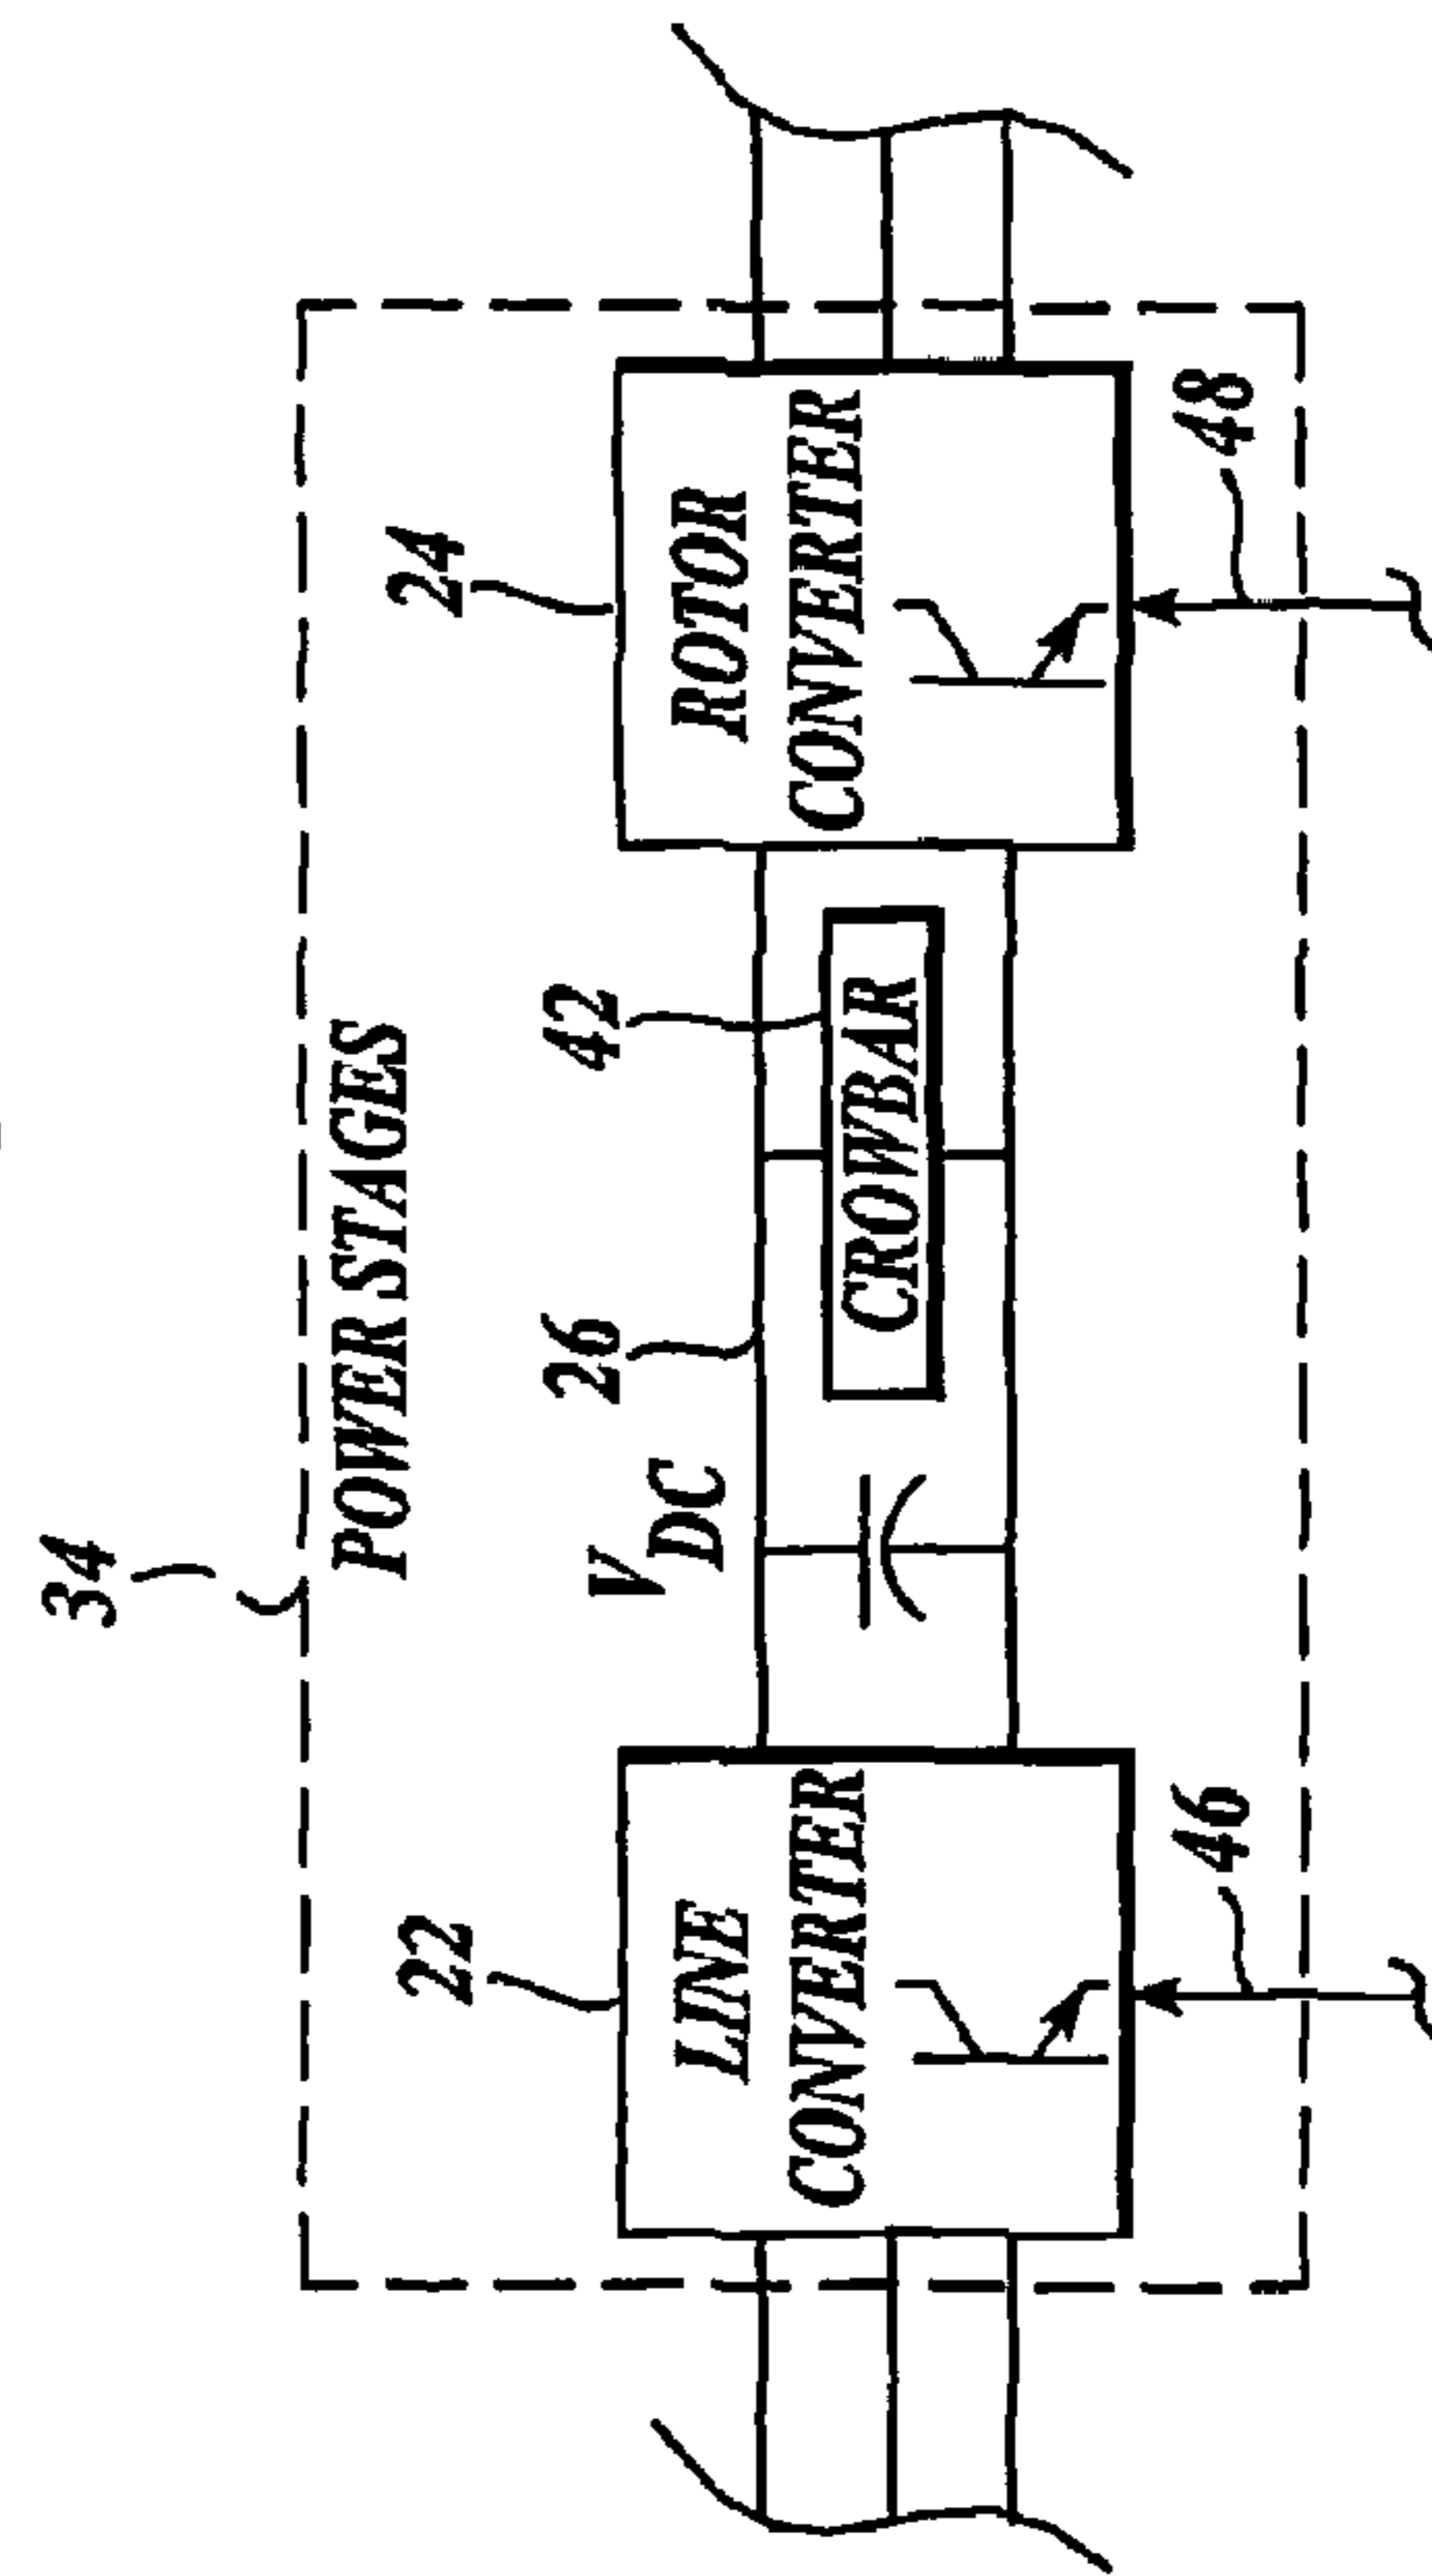 34
POWER STAGES
22
24
26
42
V
DC
LINE
CONVERTER
CROWBAR
ROTOR
CONVERTER
46
48